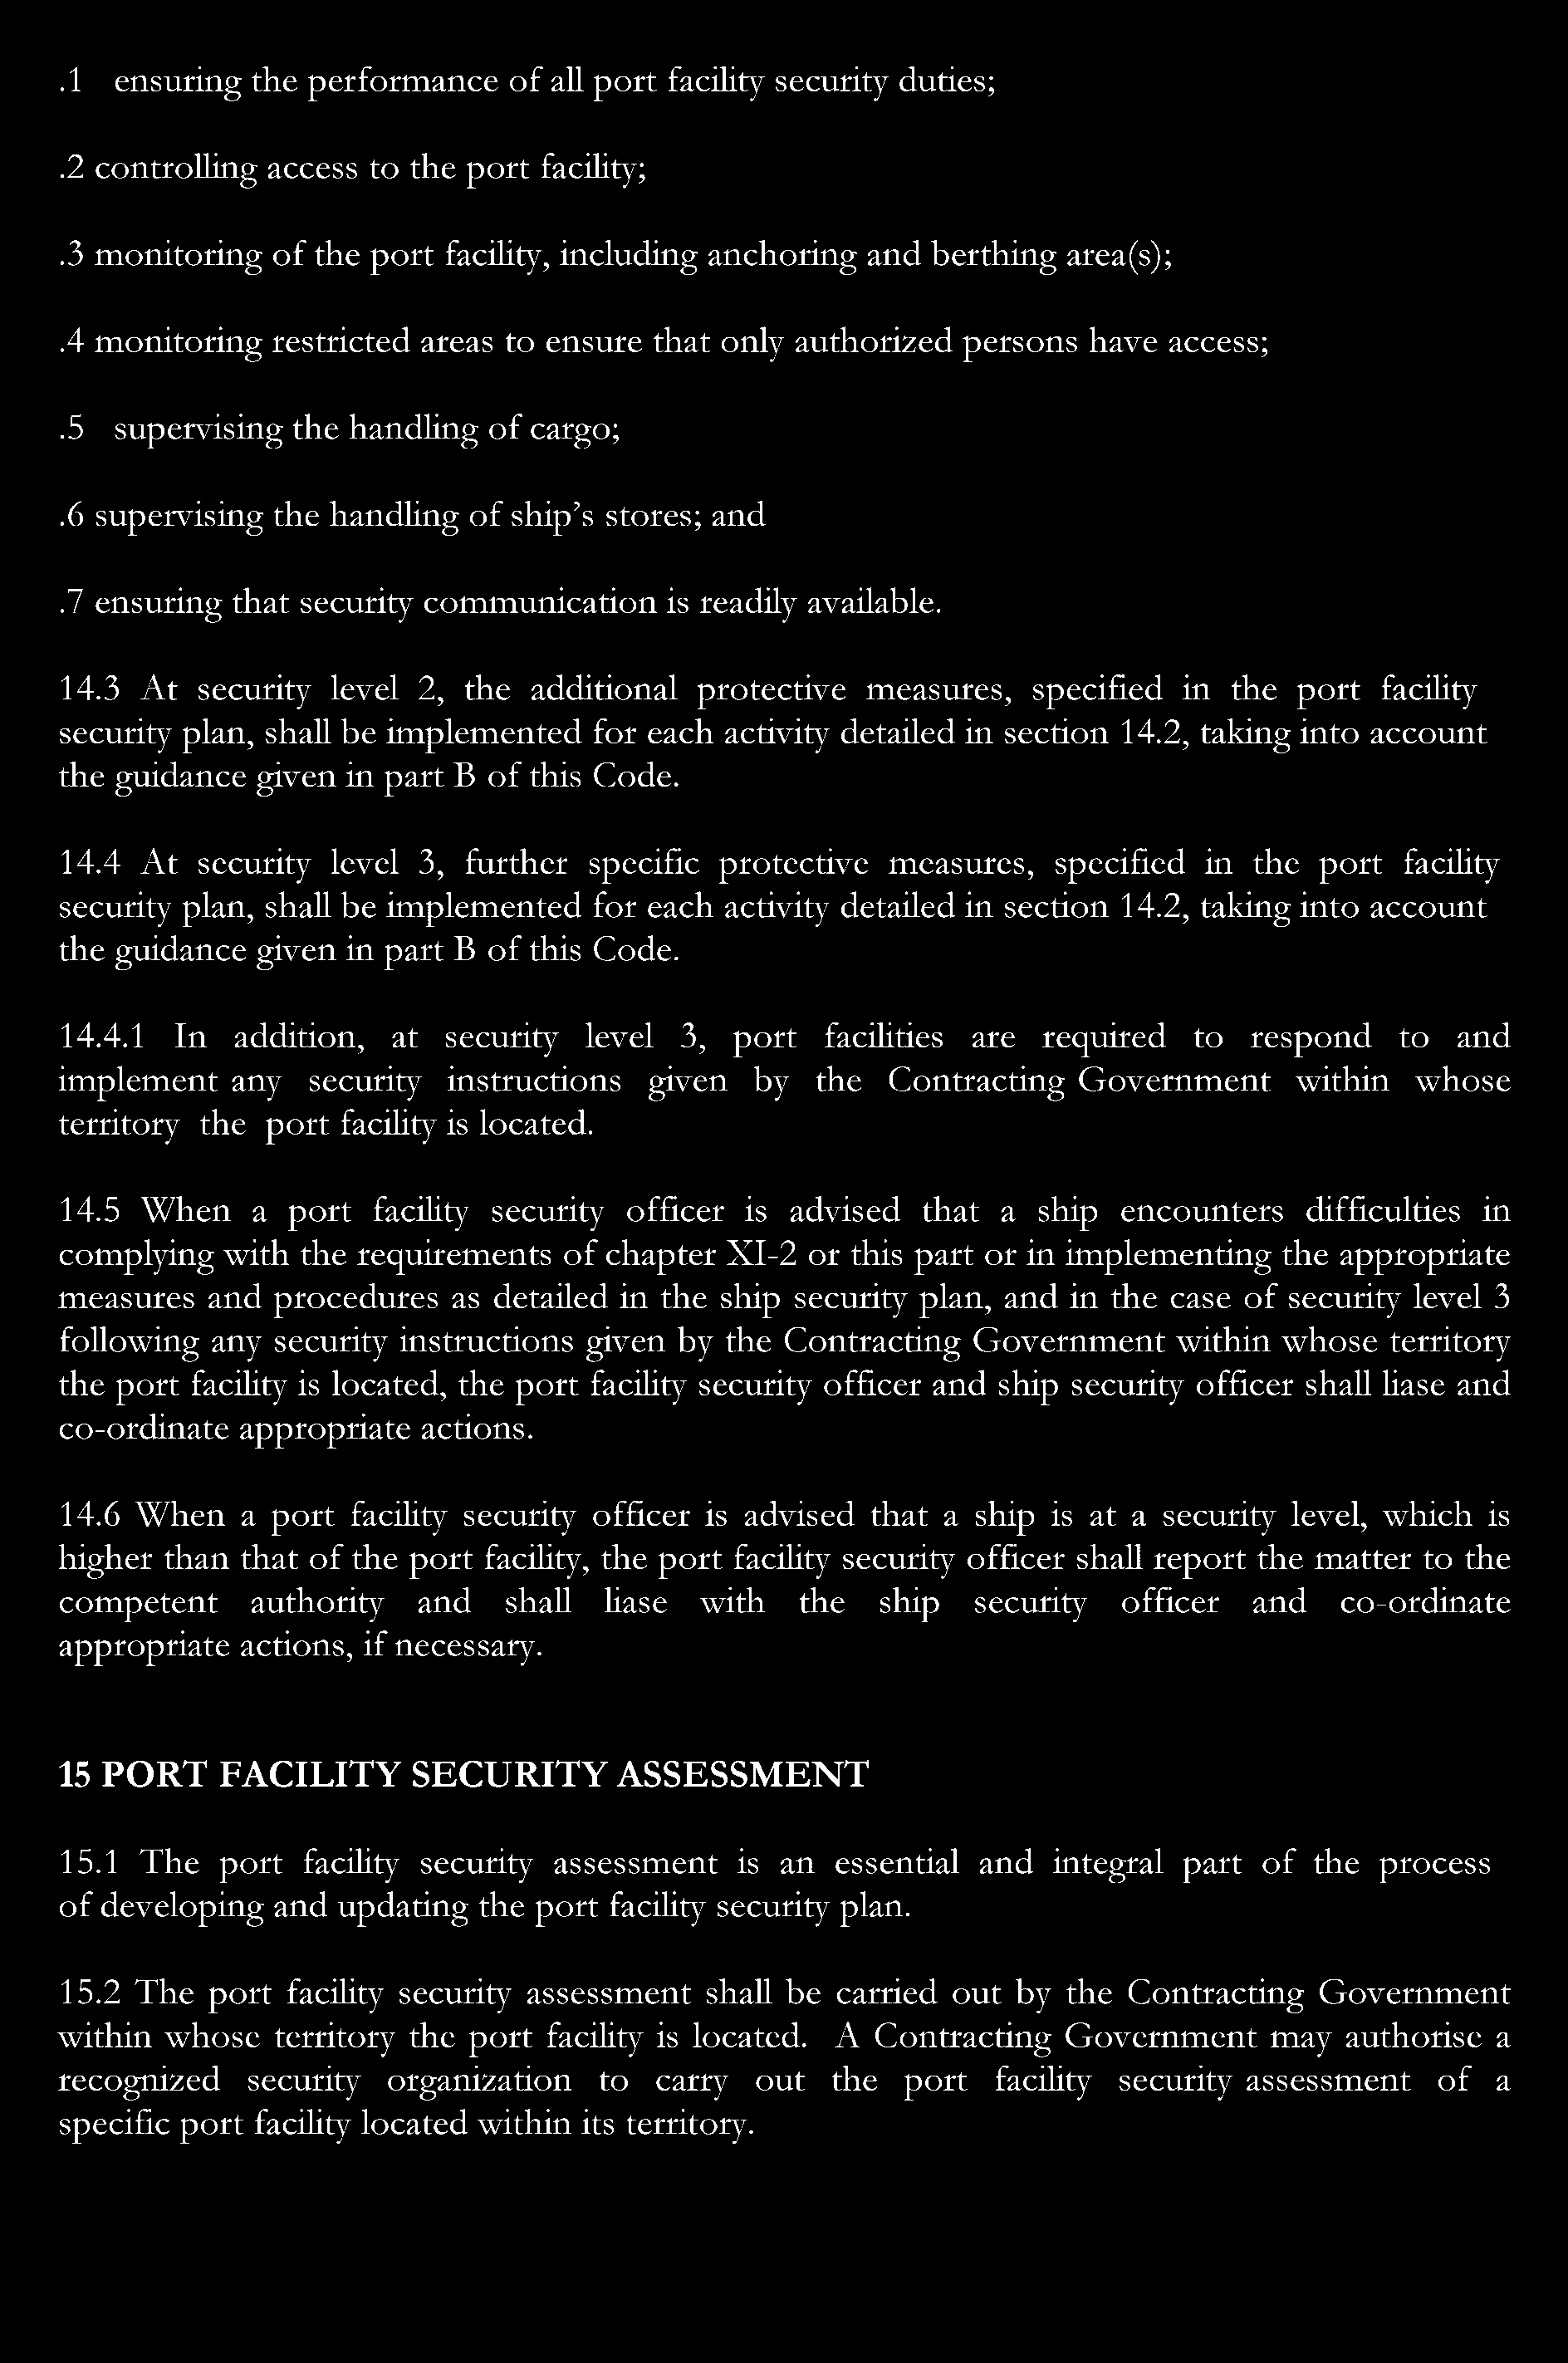 .1 ensuring the performance of all port facility security duties;
.2 controlling access to the port facility;
.3 monitoring of the port facility, including anchoring and berthing area(s);
.4 monitoring restricted areas to ensure that only authorized persons have access;
.5 supervising the handling of cargo;
.6 supervising the handling of ship’s stores; and
.7 ensuring that security communication is readily available.
14.3 At security level 2, the additional protective measures, specified in the port facility
security plan, shall be implemented for each activity detailed in section 14.2, taking into account
the guidance given in part B of this Code.
14.4 At security level 3, further specific protective measures, specified in the port facility
security plan, shall be implemented for each activity detailed in section 14.2, taking into account
the guidance given in part B of this Code.
14.4.1 In addition, at security level 3, port facilities are required to respond to and
implement any security instructions given by the Contracting Government within whose
territory the port facility is located.
14.5 When a port facility security officer is advised that a ship encounters difficulties in
complying with the requirements of chapter XI-2 or this part or in implementing the appropriate
measures and procedures as detailed in the ship security plan, and in the case of security level 3
following any security instructions given by the Contracting Government within whose territory
the port facility is located, the port facility security officer and ship security officer shall liase and
co-ordinate appropriate actions.
14.6 When a port facility security officer is advised that a ship is at a security level, which is
higher than that of the port facility, the port facility security officer shall report the matter to the
competent authority and shall liase with the ship security officer and co-ordinate
appropriate actions, if necessary.
15 PORT FACILITY SECURITY ASSESSMENT
15.1 The port facility security assessment is an essential and integral part of the process
of developing and updating the port facility security plan.
15.2 The port facility security assessment shall be carried out by the Contracting Government
within whose territory the port facility is located. A Contracting Government may authorise a
recognized security organization to carry out the port facility security assessment of a
specific port facility located within its territory.